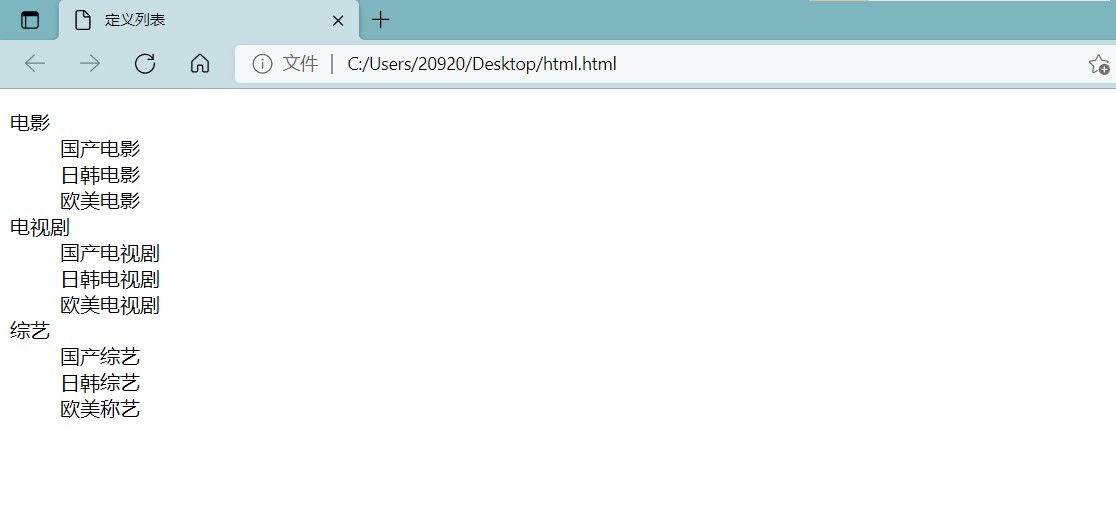 定义列表
文件 | C:/Users/20920/Desktop/html.html
电影
国产电影
日韩电影
欧美电影
电视剧
国产电视剧
日韩电视剧
欧美电视剧
综艺
国产综艺
日韩综艺
欧美称艺